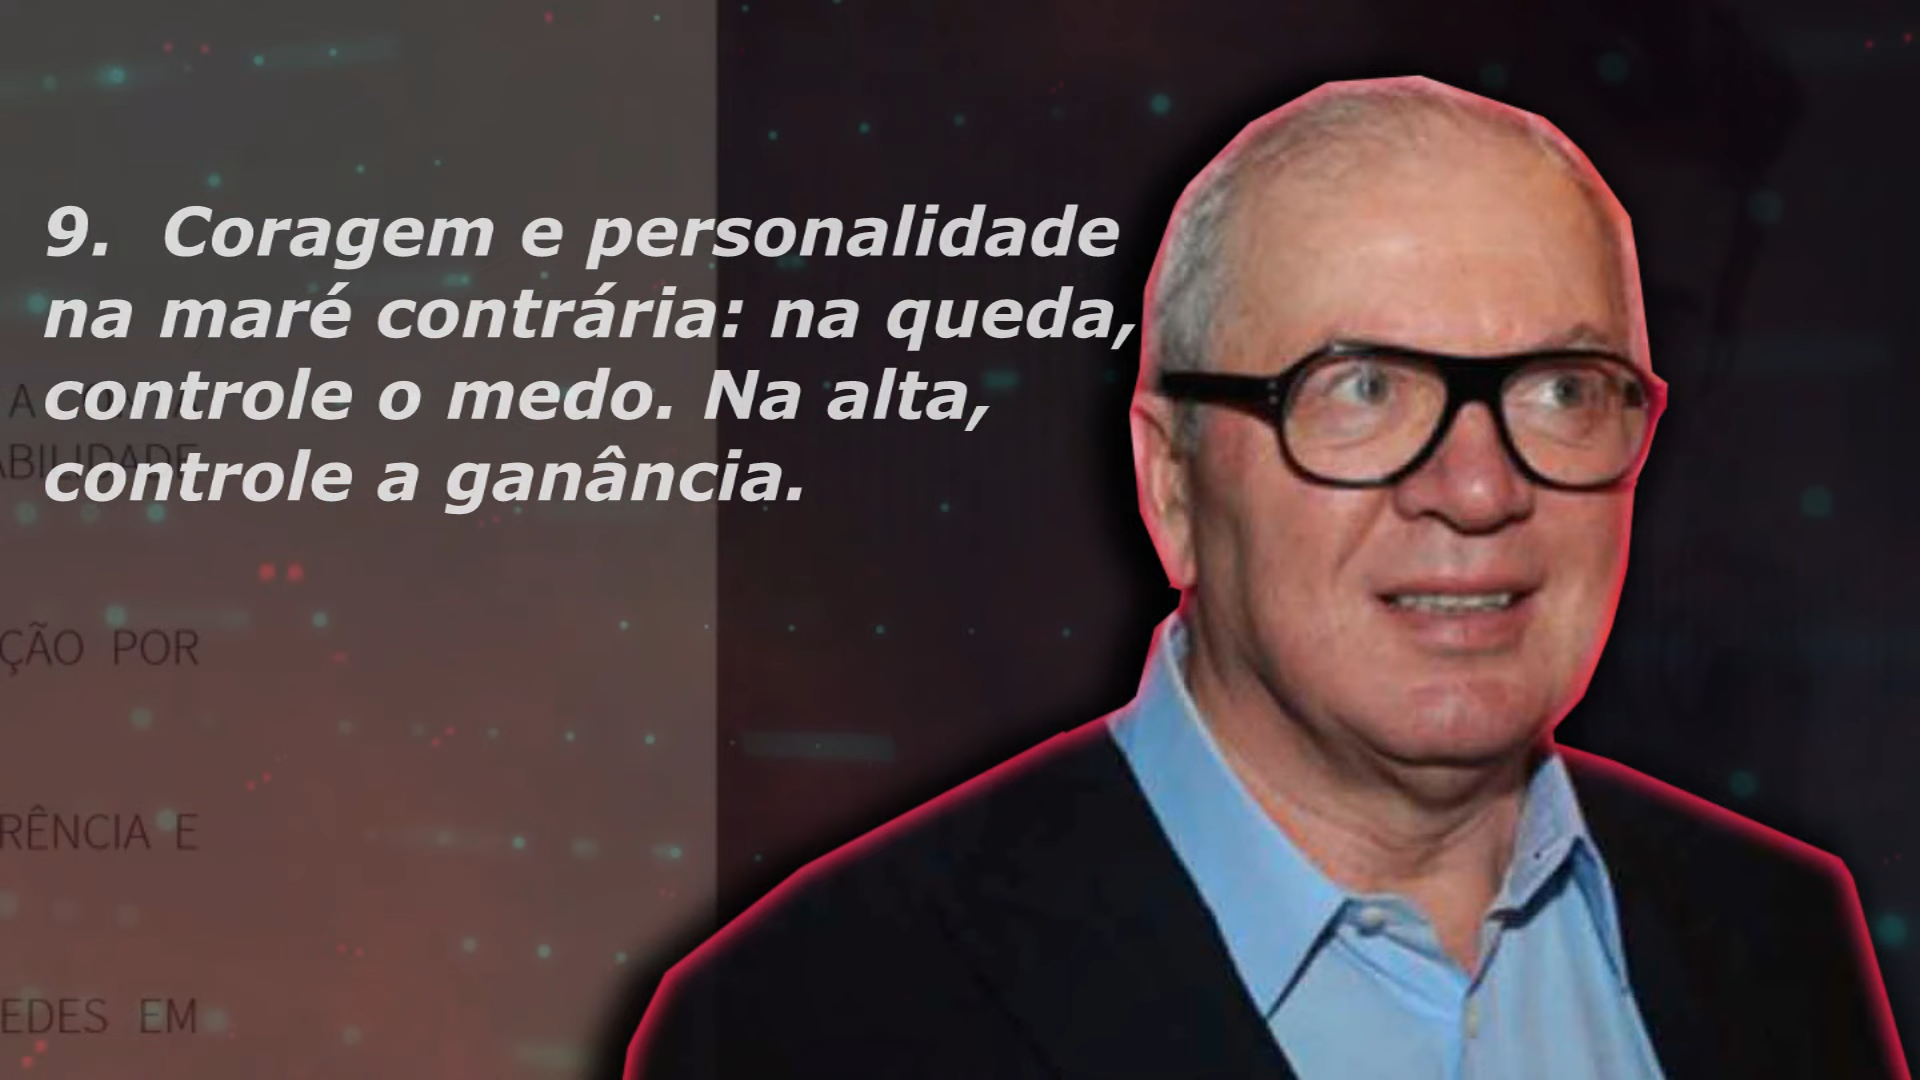 9. Coragem e personalidade
na maré contrária: na queda,
controle o medo. Na alta,
controle a ganância.
A
ABILIDADE
ÇÃO POR
RÊNCIA E
EDES EM